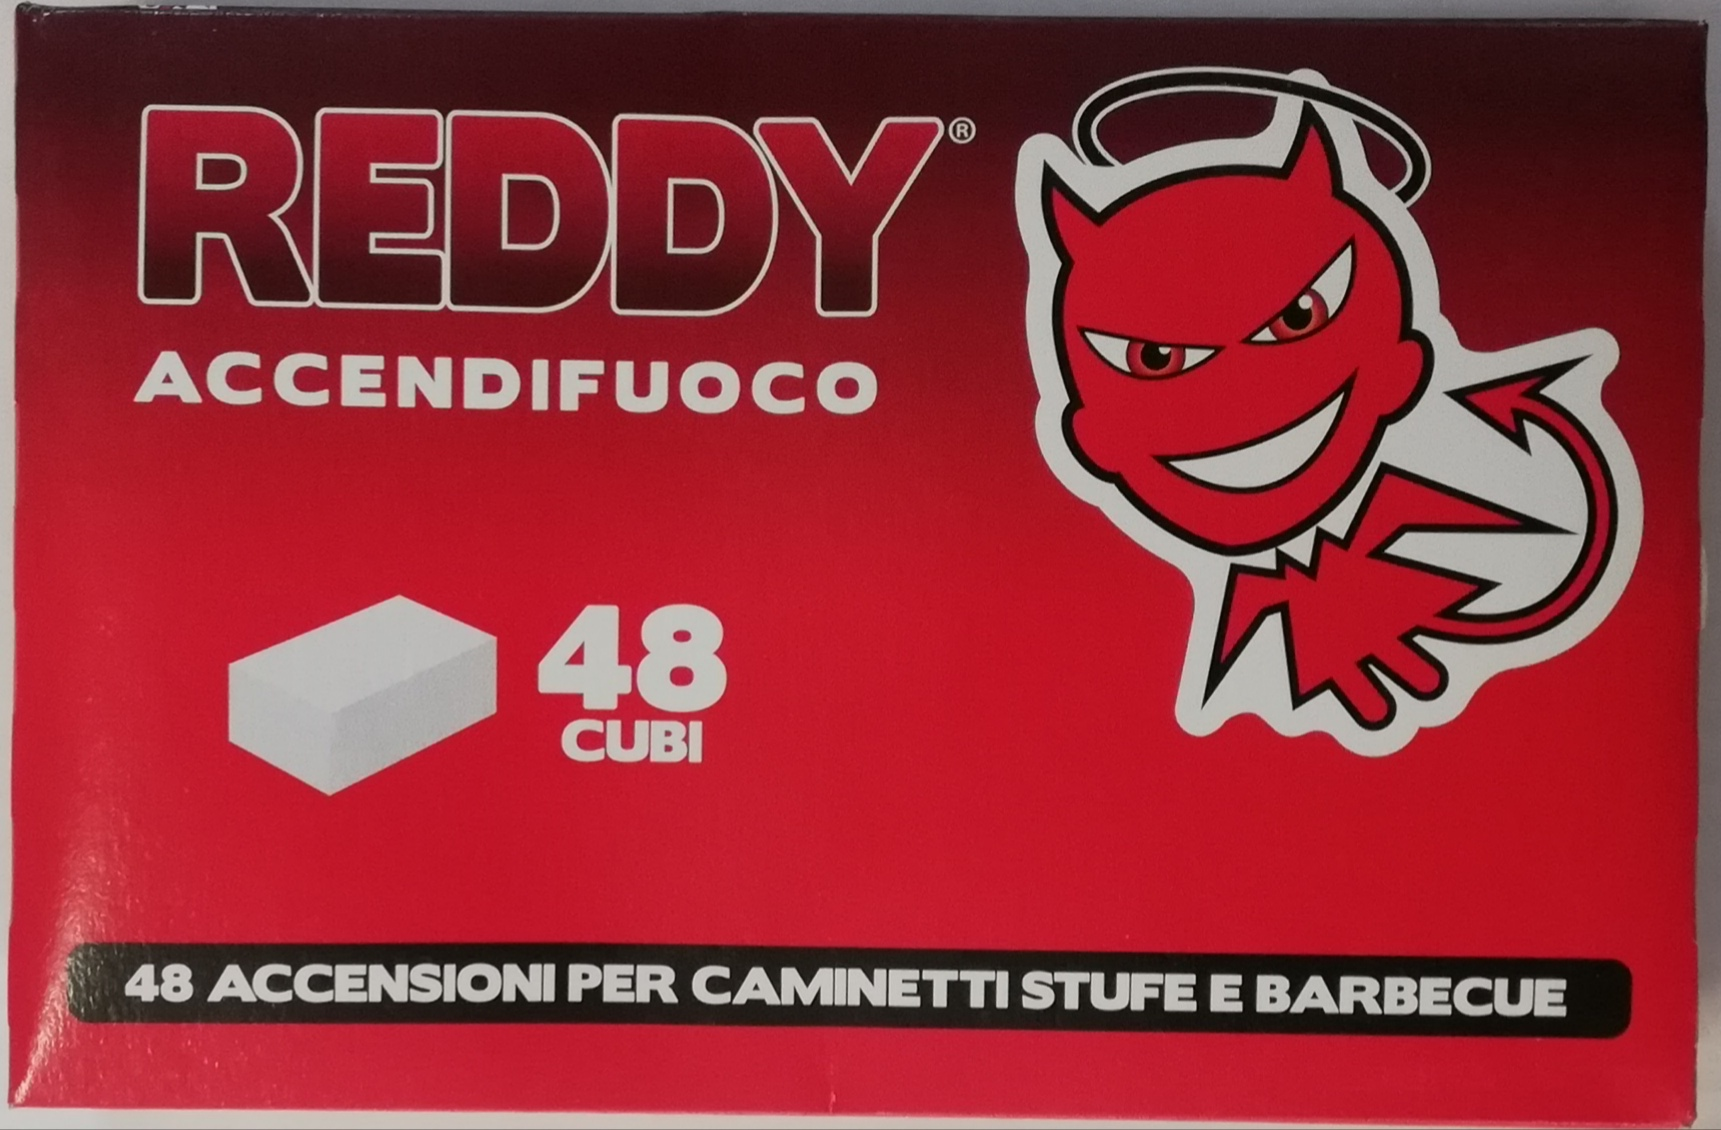 REDDY®
ACCENDIFUOCO
48
CUBI
48 ACCENSIONI PER CAMINETTI STUFE E BARBECUE